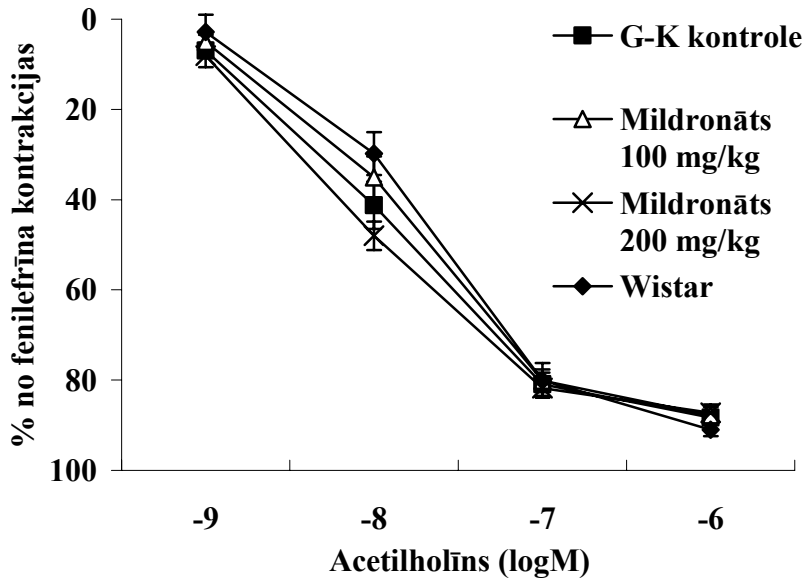 % no fenilefrīna kontrakcijas
0
20
40
60
80
100
-9 -8 -7 -6
Acetilholīns (logM)
G-K kontrole
Mildronāts
100 mg/kg
Mildronāts
200 mg/kg
Wistar